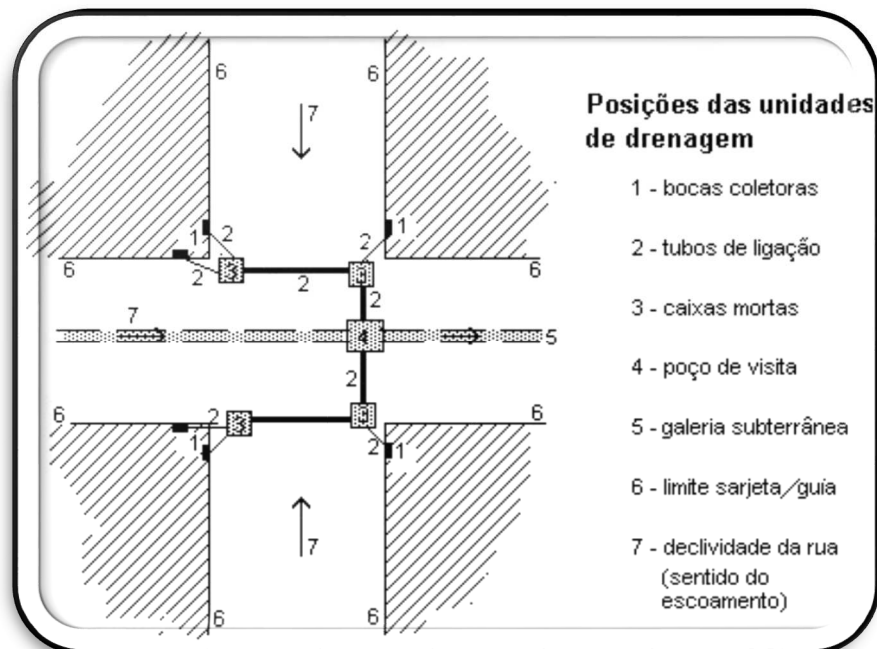 Posições das unidades
de drenagem
1 - bocas coletoras
2 - tubos de ligação
3 - caixas mortas
4 - poço de visita
5 - galeria subterrânea
6 - limite sarjeta/guía
7 - declividade da rua
(sentido do
escoamento)
6 6
7
1 2 2 1
6 2 3 2 3 6
2
7
4 5
2
6 2 3 3 6
1 2 1
7
6 6